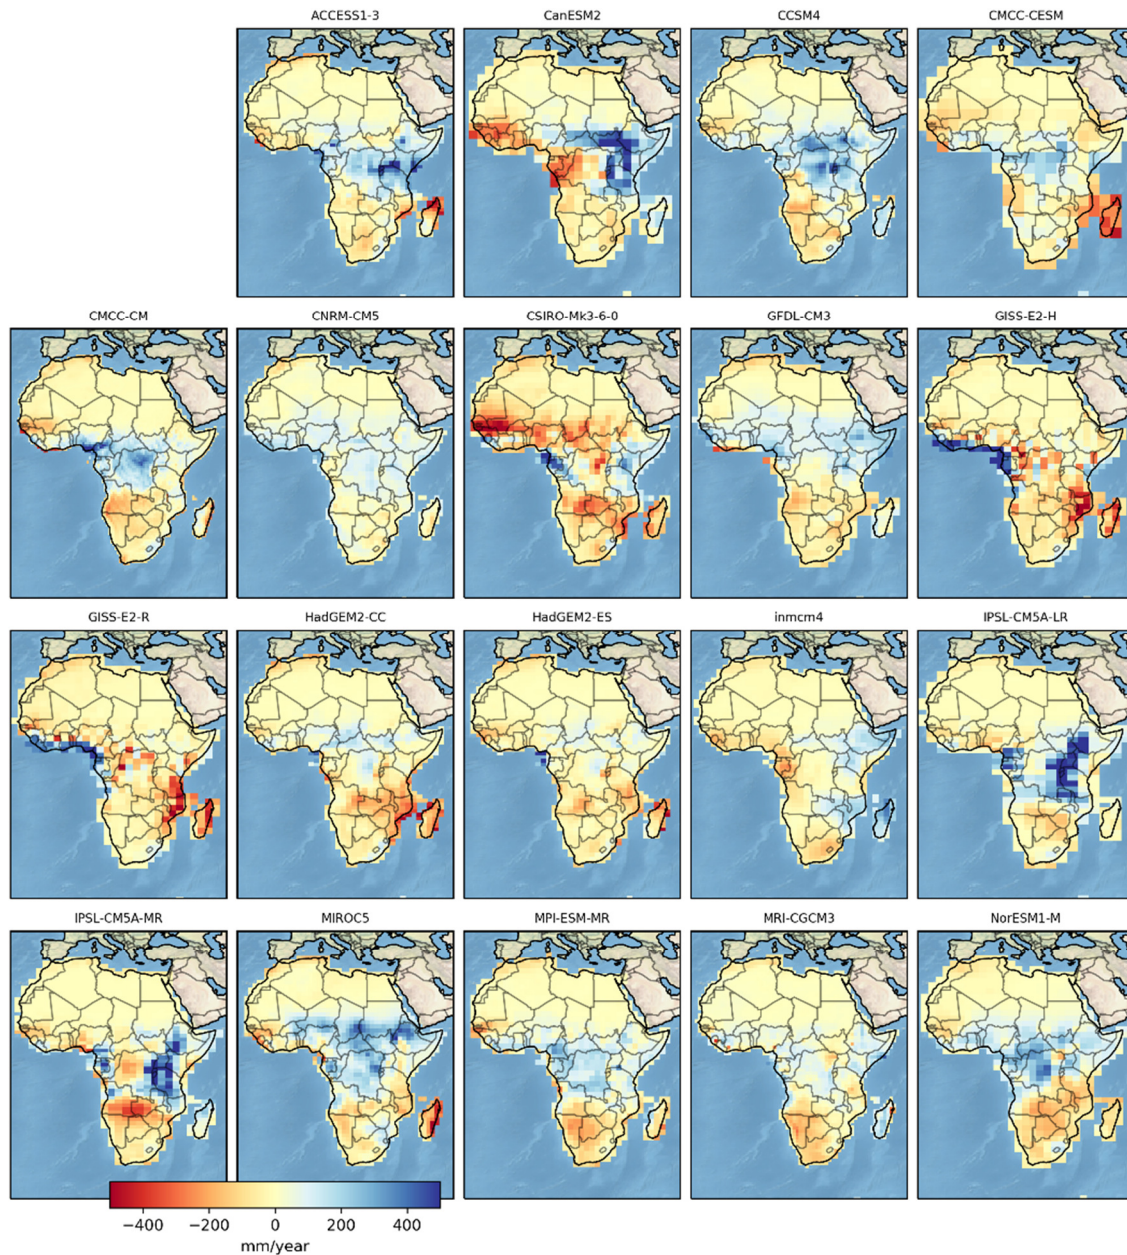 ACCESS1-3 CanESM2 CCSM4 CMCC-CESM
CMCC-CM CNRM-CM5 CSIRO-Mk3-6-0 GFDL-CM3 GISS-E2-H
GISS-E2-R HadGEM2-CC HadGEM2-ES inmcm4 IPSL-CM5A-LR
IPSL-CM5A-MR MIROC5 MPI-ESM-MR MRI-CGCM3 NorESM1-M
−400 −200 0 200 400
mm/year